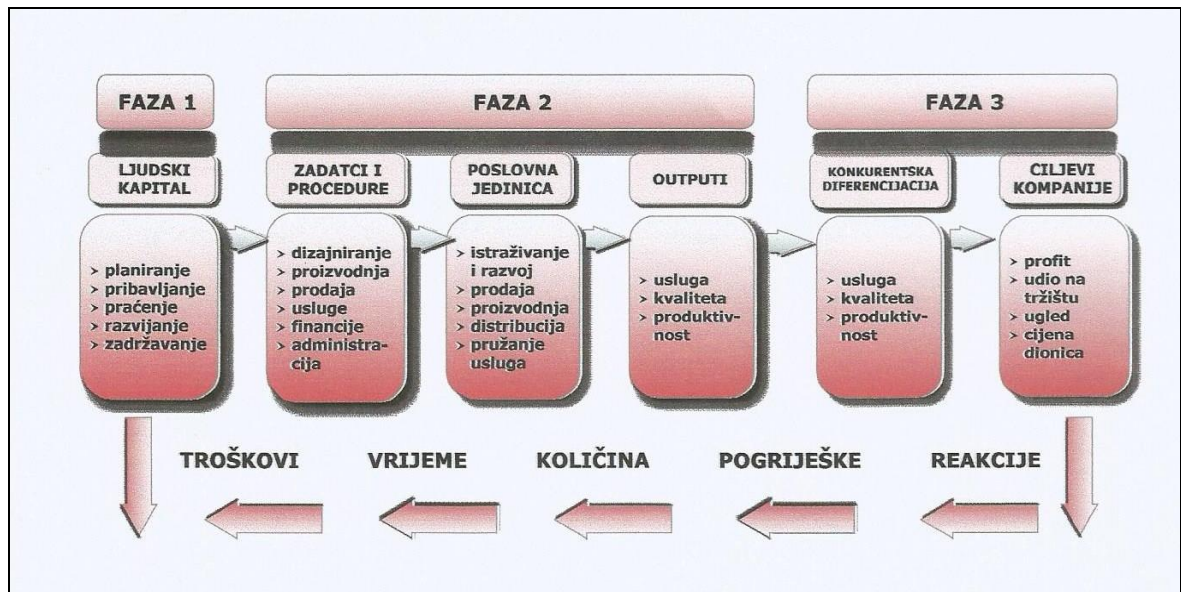 FAZA 1
FAZA 2
FAZA 3
LJUDSKI
KAPITAL
ZADATCI I
PROCEDURE
POSLOVNA
JEDINICA
OUTPUTI
KONKURENTSKA
DIFERENCIJACIJA
CILJEVI
KOMPANIJE
> planiranje
> pribavljanje
> praćenje
> razvijanje
> zadržavanje
> dizajniranje
> proizvodnja
> prodaja
> usluge
> financije
> administra-
cija
> istraživanje
i razvoj
> prodaja
> proizvodnja
> distribucija
> pružanje
usluga
> usluga
> kvaliteta
> produktiv-
nost
> usluga
> kvaliteta
> produktiv-
nost
> profit
> udio na
tržištu
> ugled
> cijena
dionica
TROŠKOVI
VRIJEME
KOLIČINA
POGRIJEŠKE
REAKCIJE